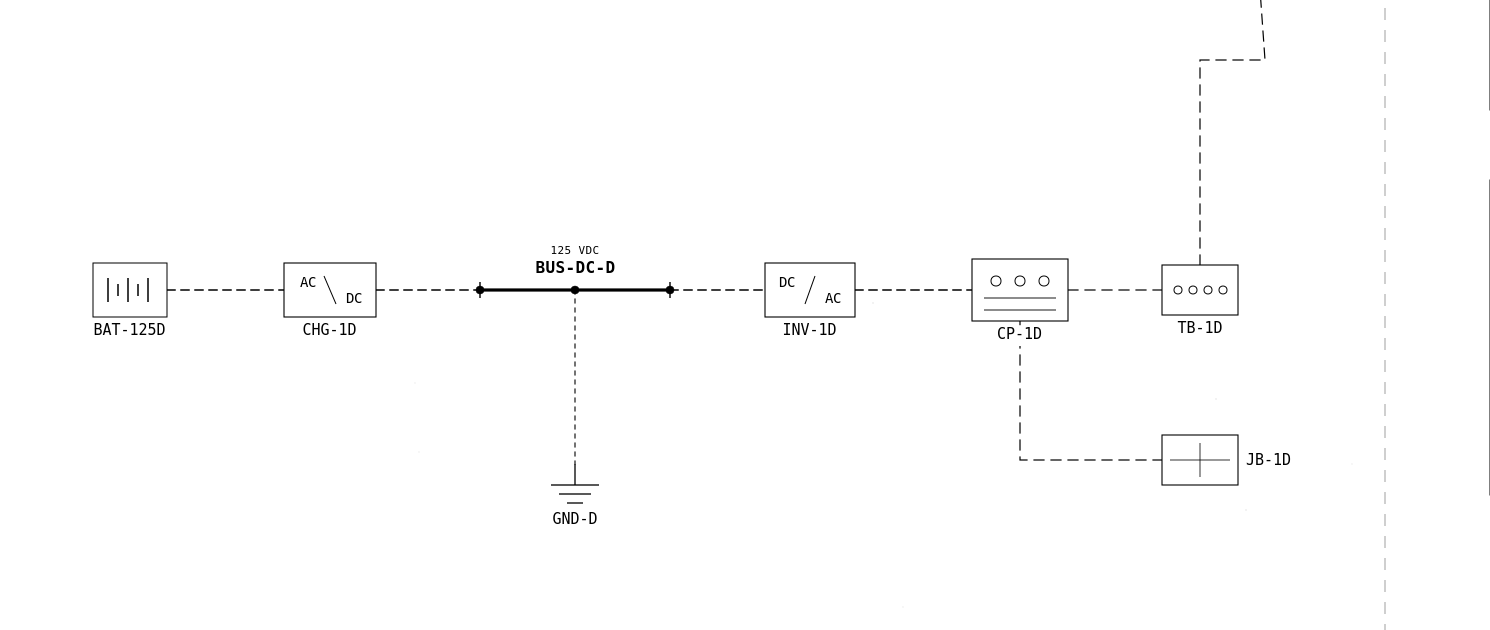 125 VDC
BUS-DC-D
AC
DC
DC
AC
BAT-125D
CHG-1D
INV-1D
CP-1D
TB-1D
JB-1D
GND-D